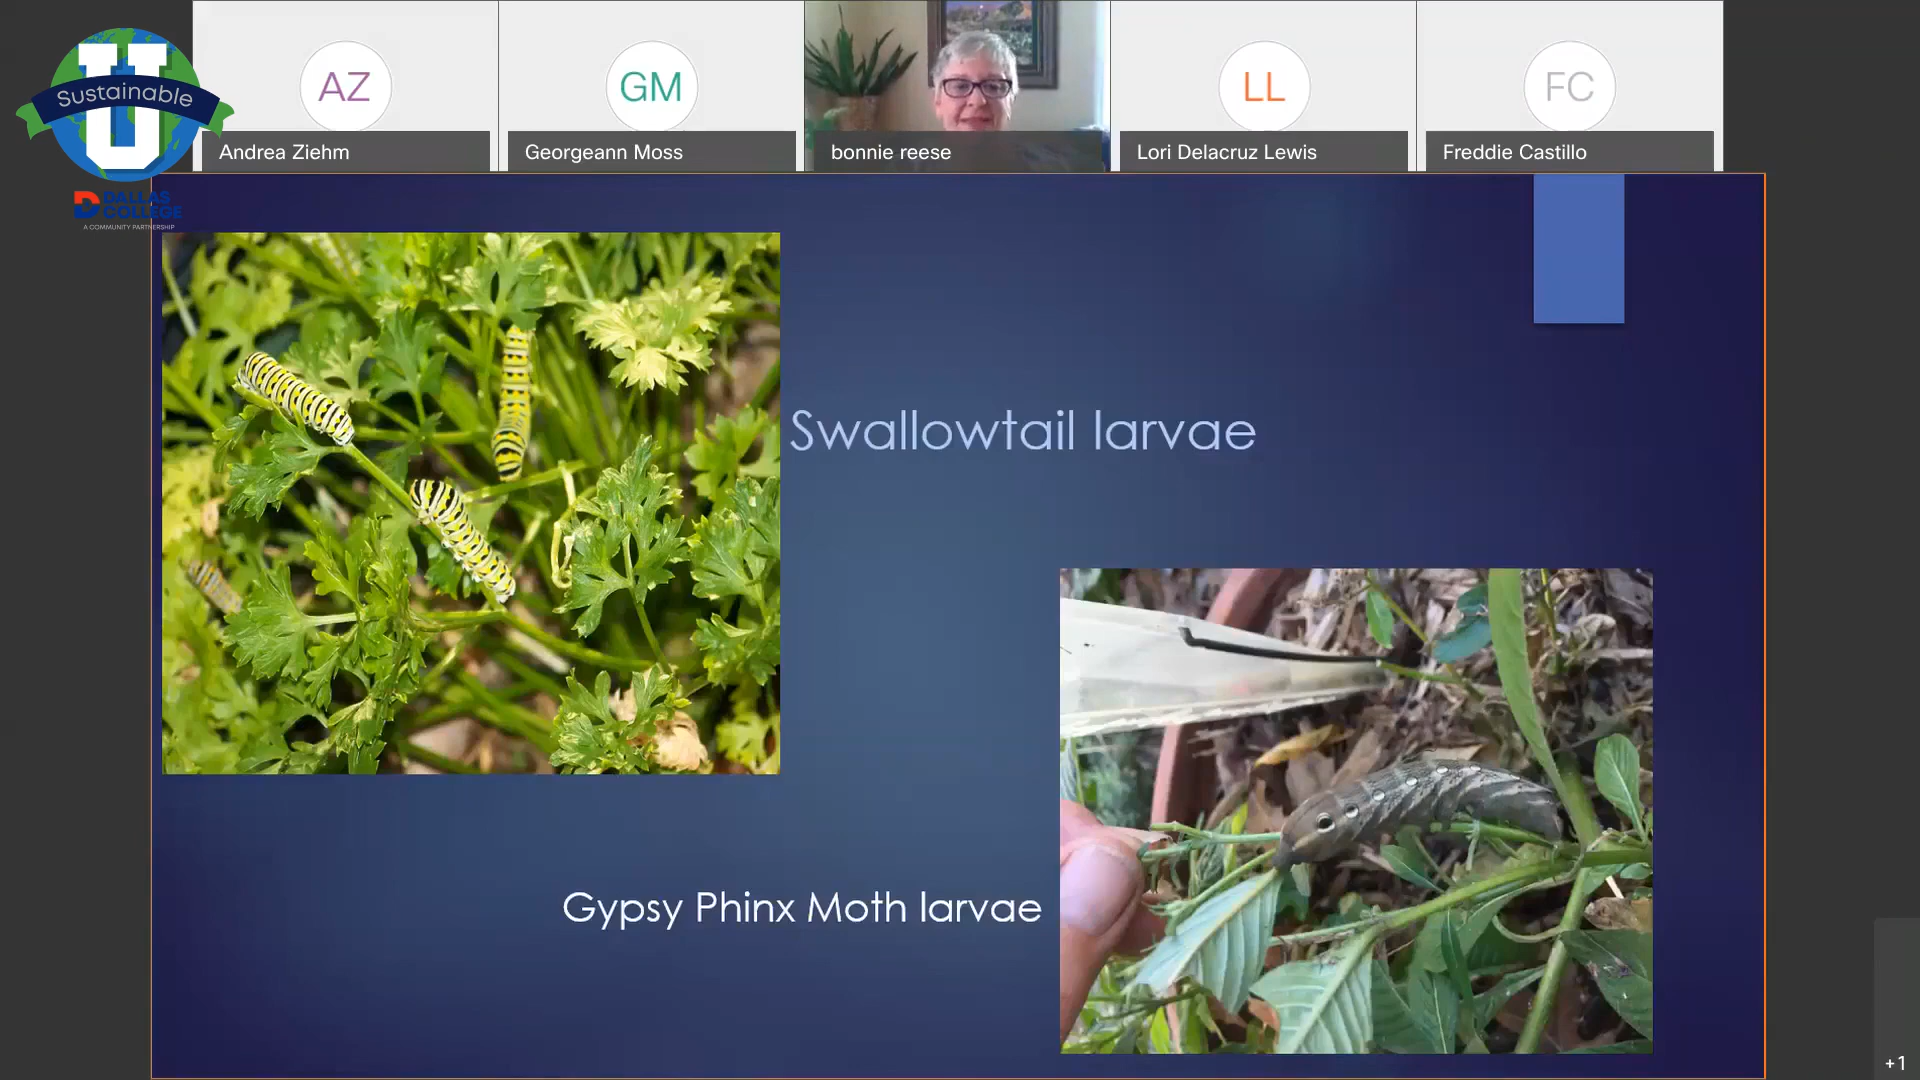 U
Sustainable
DALLAS
COLLEGE
A COMMUNITY PARTNERSHIP
AZ
Andrea Ziehm
GM
Georgeann Moss
bonnie reese
LL
Lori Delacruz Lewis
FC
Freddie Castillo
Swallowtail larvae
Gypsy Phinx Moth larvae
+1